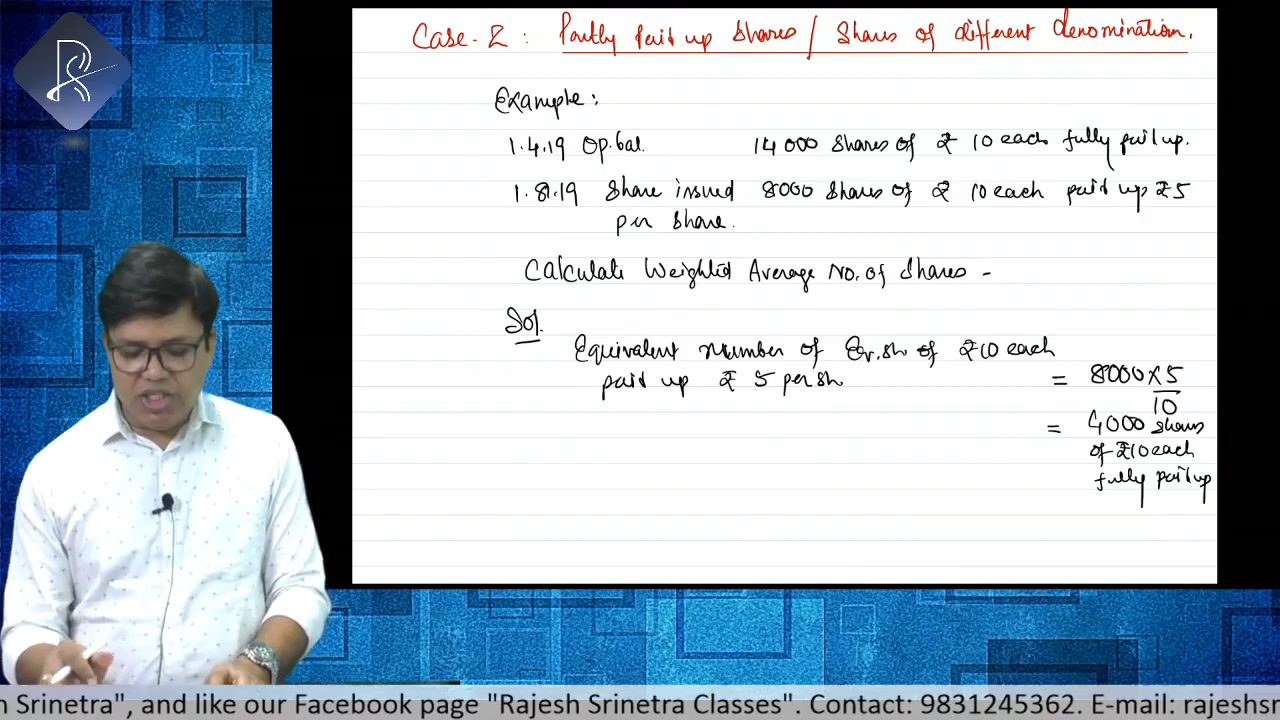 Case-2 : Partly Paid up Shares / Shares of different denomination.
Example:
1.4.19 Op.bal. 14000 Shares of ₹ 10 each fully paid up.
1.8.19 Share issued 8000 Shares of ₹ 10 each paid up ₹5
per share.
Calculate Weighted Average No. of Shares -
Sol.
Equivalent number of Eq.sh of ₹10 each
paid up ₹ 5 per sh = 8000 x 5
10
= 4000 shares
of ₹10 each
fully paid up
n Srinetra", and like our Facebook page "Rajesh Srinetra Classes". Contact: 9831245362. E-mail: rajeshsr